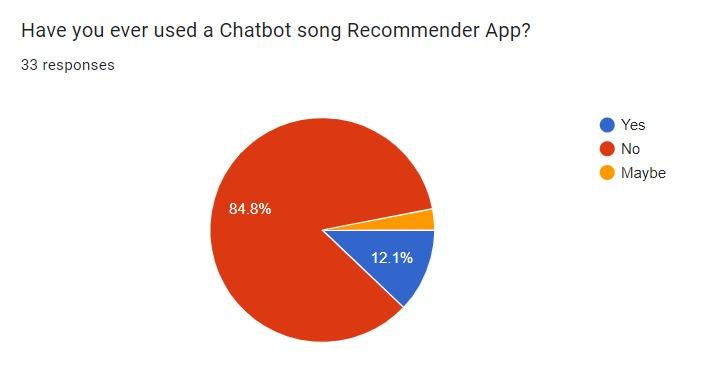 Have you ever used a Chatbot song Recommender App?
33 responses
Yes
No
Maybe
84.8%
12.1%